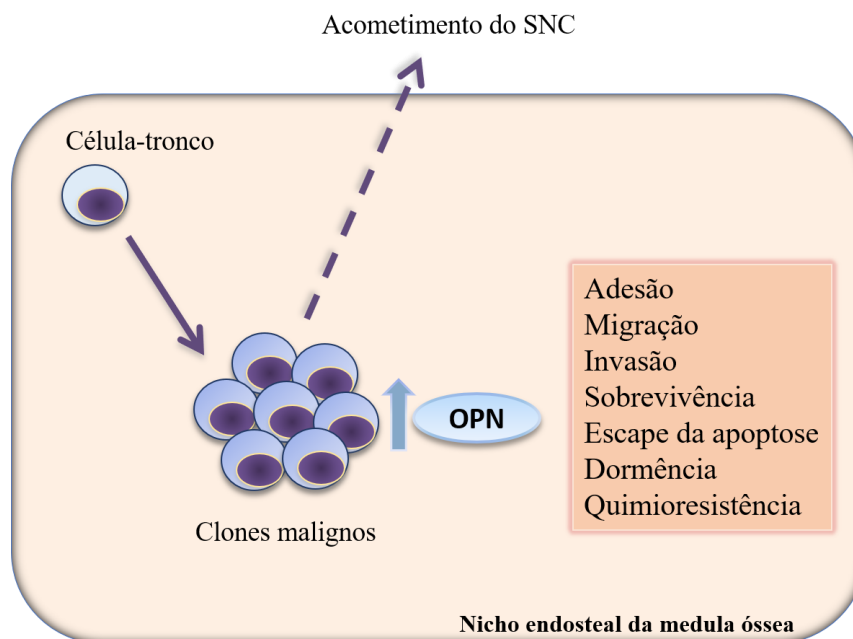 Acometimento do SNC
Célula-tronco
Adesão
Migração
Invasão
Sobrevivência
Escape da apoptose
Dormência
Quimioresistência
OPN
Clones malignos
Nicho endosteal da medula óssea